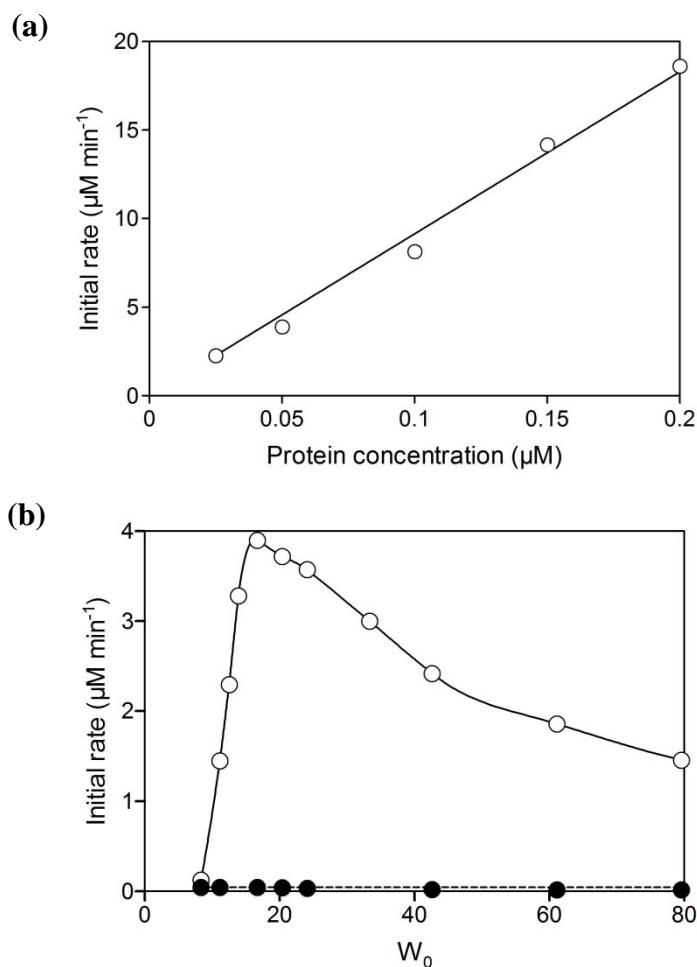 (a)
20
15
10
5
0
Initial rate (µM min⁻¹)
0 0.05 0.1 0.15 0.2
Protein concentration (µM)
(b)
4
3
2
1
0
Initial rate (µM min⁻¹)
0 20 40 60 80
W₀